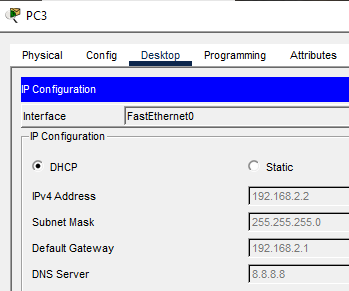 PC3
Physical Config Desktop Programming Attributes
IP Configuration
Interface FastEthernet0
IP Configuration
DHCP Static
IPv4 Address 192.168.2.2
Subnet Mask 255.255.255.0
Default Gateway 192.168.2.1
DNS Server 8.8.8.8